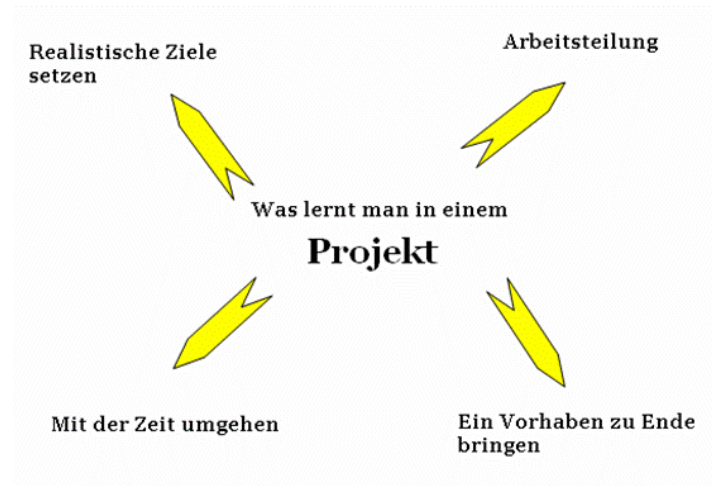 Realistische Ziele
setzen
Arbeitsteilung
Was lernt man in einem
Projekt
Mit der Zeit umgehen
Ein Vorhaben zu Ende
bringen